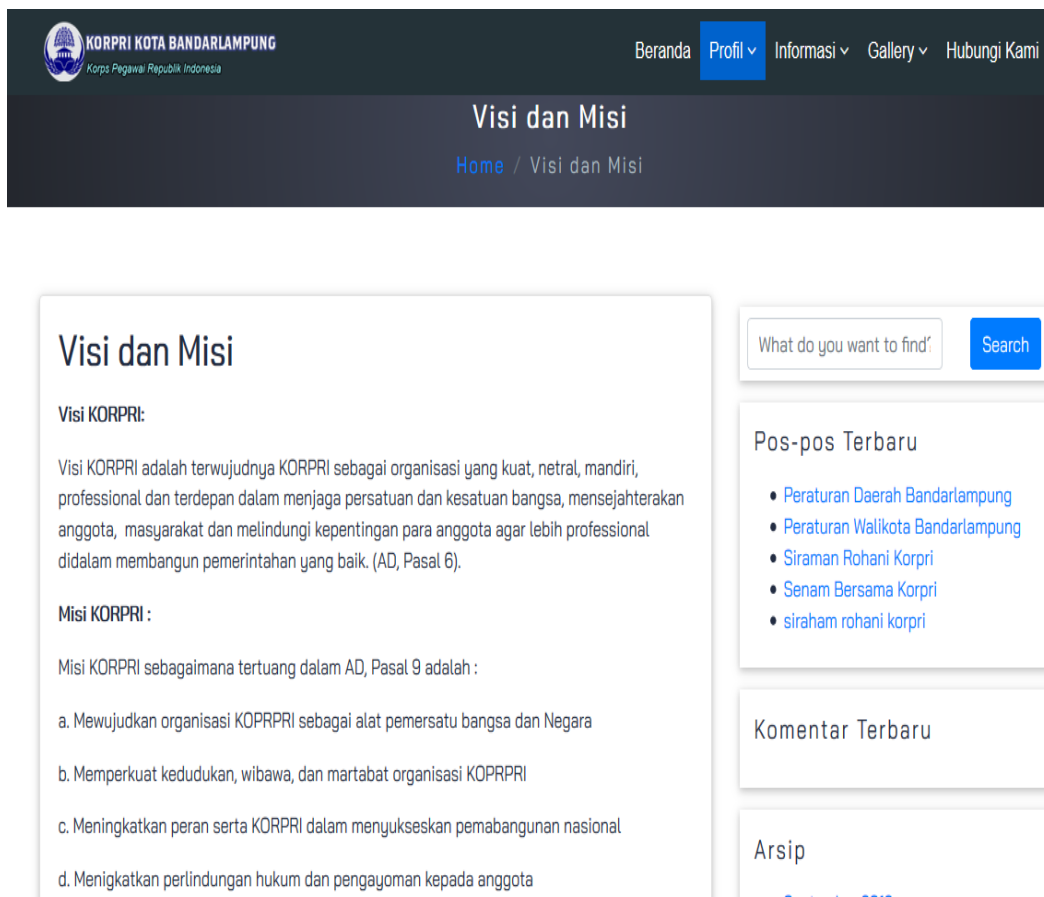 KORPRI KOTA BANDARLAMPUNG
Korps Pegawai Republik Indonesia
Beranda Profil Informasi Gallery Hubungi Kami
Visi dan Misi
Home / Visi dan Misi
Visi dan Misi
Visi KORPRI:
Visi KORPRI adalah terwujudnya KORPRI sebagai organisasi yang kuat, netral, mandiri,
professional dan terdepan dalam menjaga persatuan dan kesatuan bangsa, mensejahterakan
anggota, masyarakat dan melindungi kepentingan para anggota agar lebih professional
didalam membangun pemerintahan yang baik. (AD, Pasal 6).
Misi KORPRI :
Misi KORPRI sebagaimana tertuang dalam AD, Pasal 9 adalah :
a. Mewujudkan organisasi KOPRPRI sebagai alat pemersatu bangsa dan Negara
b. Memperkuat kedudukan, wibawa, dan martabat organisasi KOPRPRI
c. Meningkatkan peran serta KORPRI dalam menyukseskan pemabangunan nasional
d. Menigkatkan perlindungan hukum dan pengayoman kepada anggota
What do you want to find?
Search
Pos-pos Terbaru
Peraturan Daerah Bandarlampung
Peraturan Walikota Bandarlampung
Siraman Rohani Korpri
Senam Bersama Korpri
siraham rohani korpri
Komentar Terbaru
Arsip